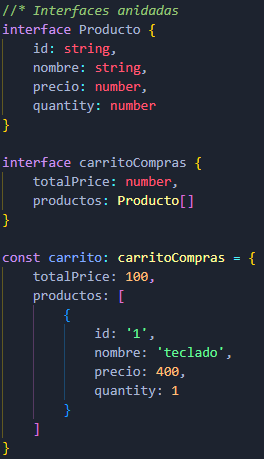 //* Interfaces anidadas
interface Producto {
    id: string,
    nombre: string,
    precio: number,
    quantity: number
}

interface carritoCompras {
    totalPrice: number,
    productos: Producto[]
}

const carrito: carritoCompras = {
    totalPrice: 100,
    productos: [
        {
            id: '1',
            nombre: 'teclado',
            precio: 400,
            quantity: 1
        }
    ]
}